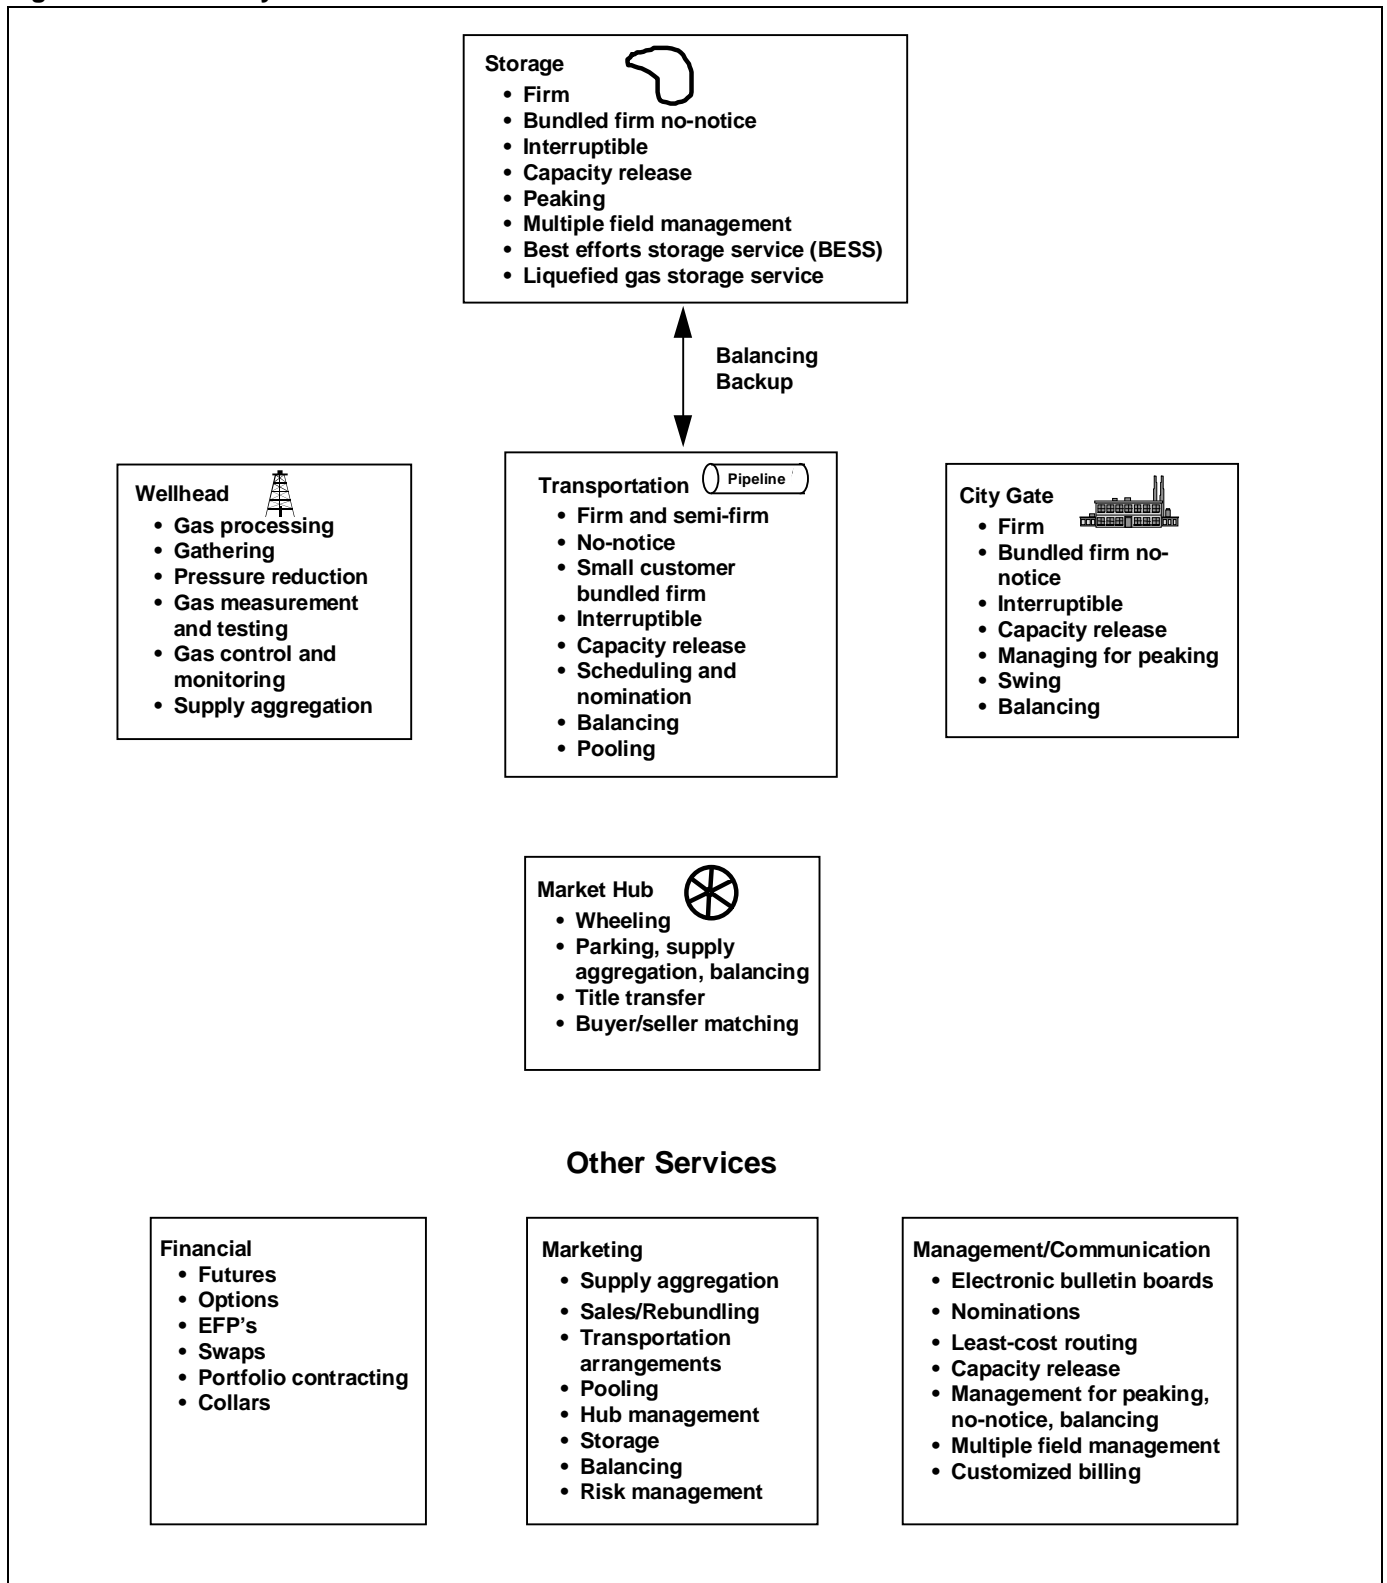 Storage
• Firm
• Bundled firm no-notice
• Interruptible
• Capacity release
• Peaking
• Multiple field management
• Best efforts storage service (BESS)
• Liquefied gas storage service
Balancing
Backup
Wellhead
• Gas processing
• Gathering
• Pressure reduction
• Gas measurement
and testing
• Gas control and
monitoring
• Supply aggregation
Transportation
Pipeline
• Firm and semi-firm
• No-notice
• Small customer
bundled firm
• Interruptible
• Capacity release
• Scheduling and
nomination
• Balancing
• Pooling
City Gate
• Firm
• Bundled firm no-
notice
• Interruptible
• Capacity release
• Managing for peaking
• Swing
• Balancing
Market Hub
• Wheeling
• Parking, supply
aggregation, balancing
• Title transfer
• Buyer/seller matching
Other Services
Financial
• Futures
• Options
• EFP's
• Swaps
• Portfolio contracting
• Collars
Marketing
• Supply aggregation
• Sales/Rebundling
• Transportation
arrangements
• Pooling
• Hub management
• Storage
• Balancing
• Risk management
Management/Communication
• Electronic bulletin boards
• Nominations
• Least-cost routing
• Capacity release
• Management for peaking,
no-notice, balancing
• Multiple field management
• Customized billing